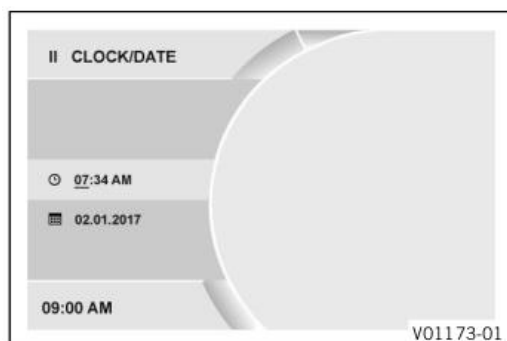 II CLOCK/DATE
07:34 AM
02.01.2017
09:00 AM
V01173-01